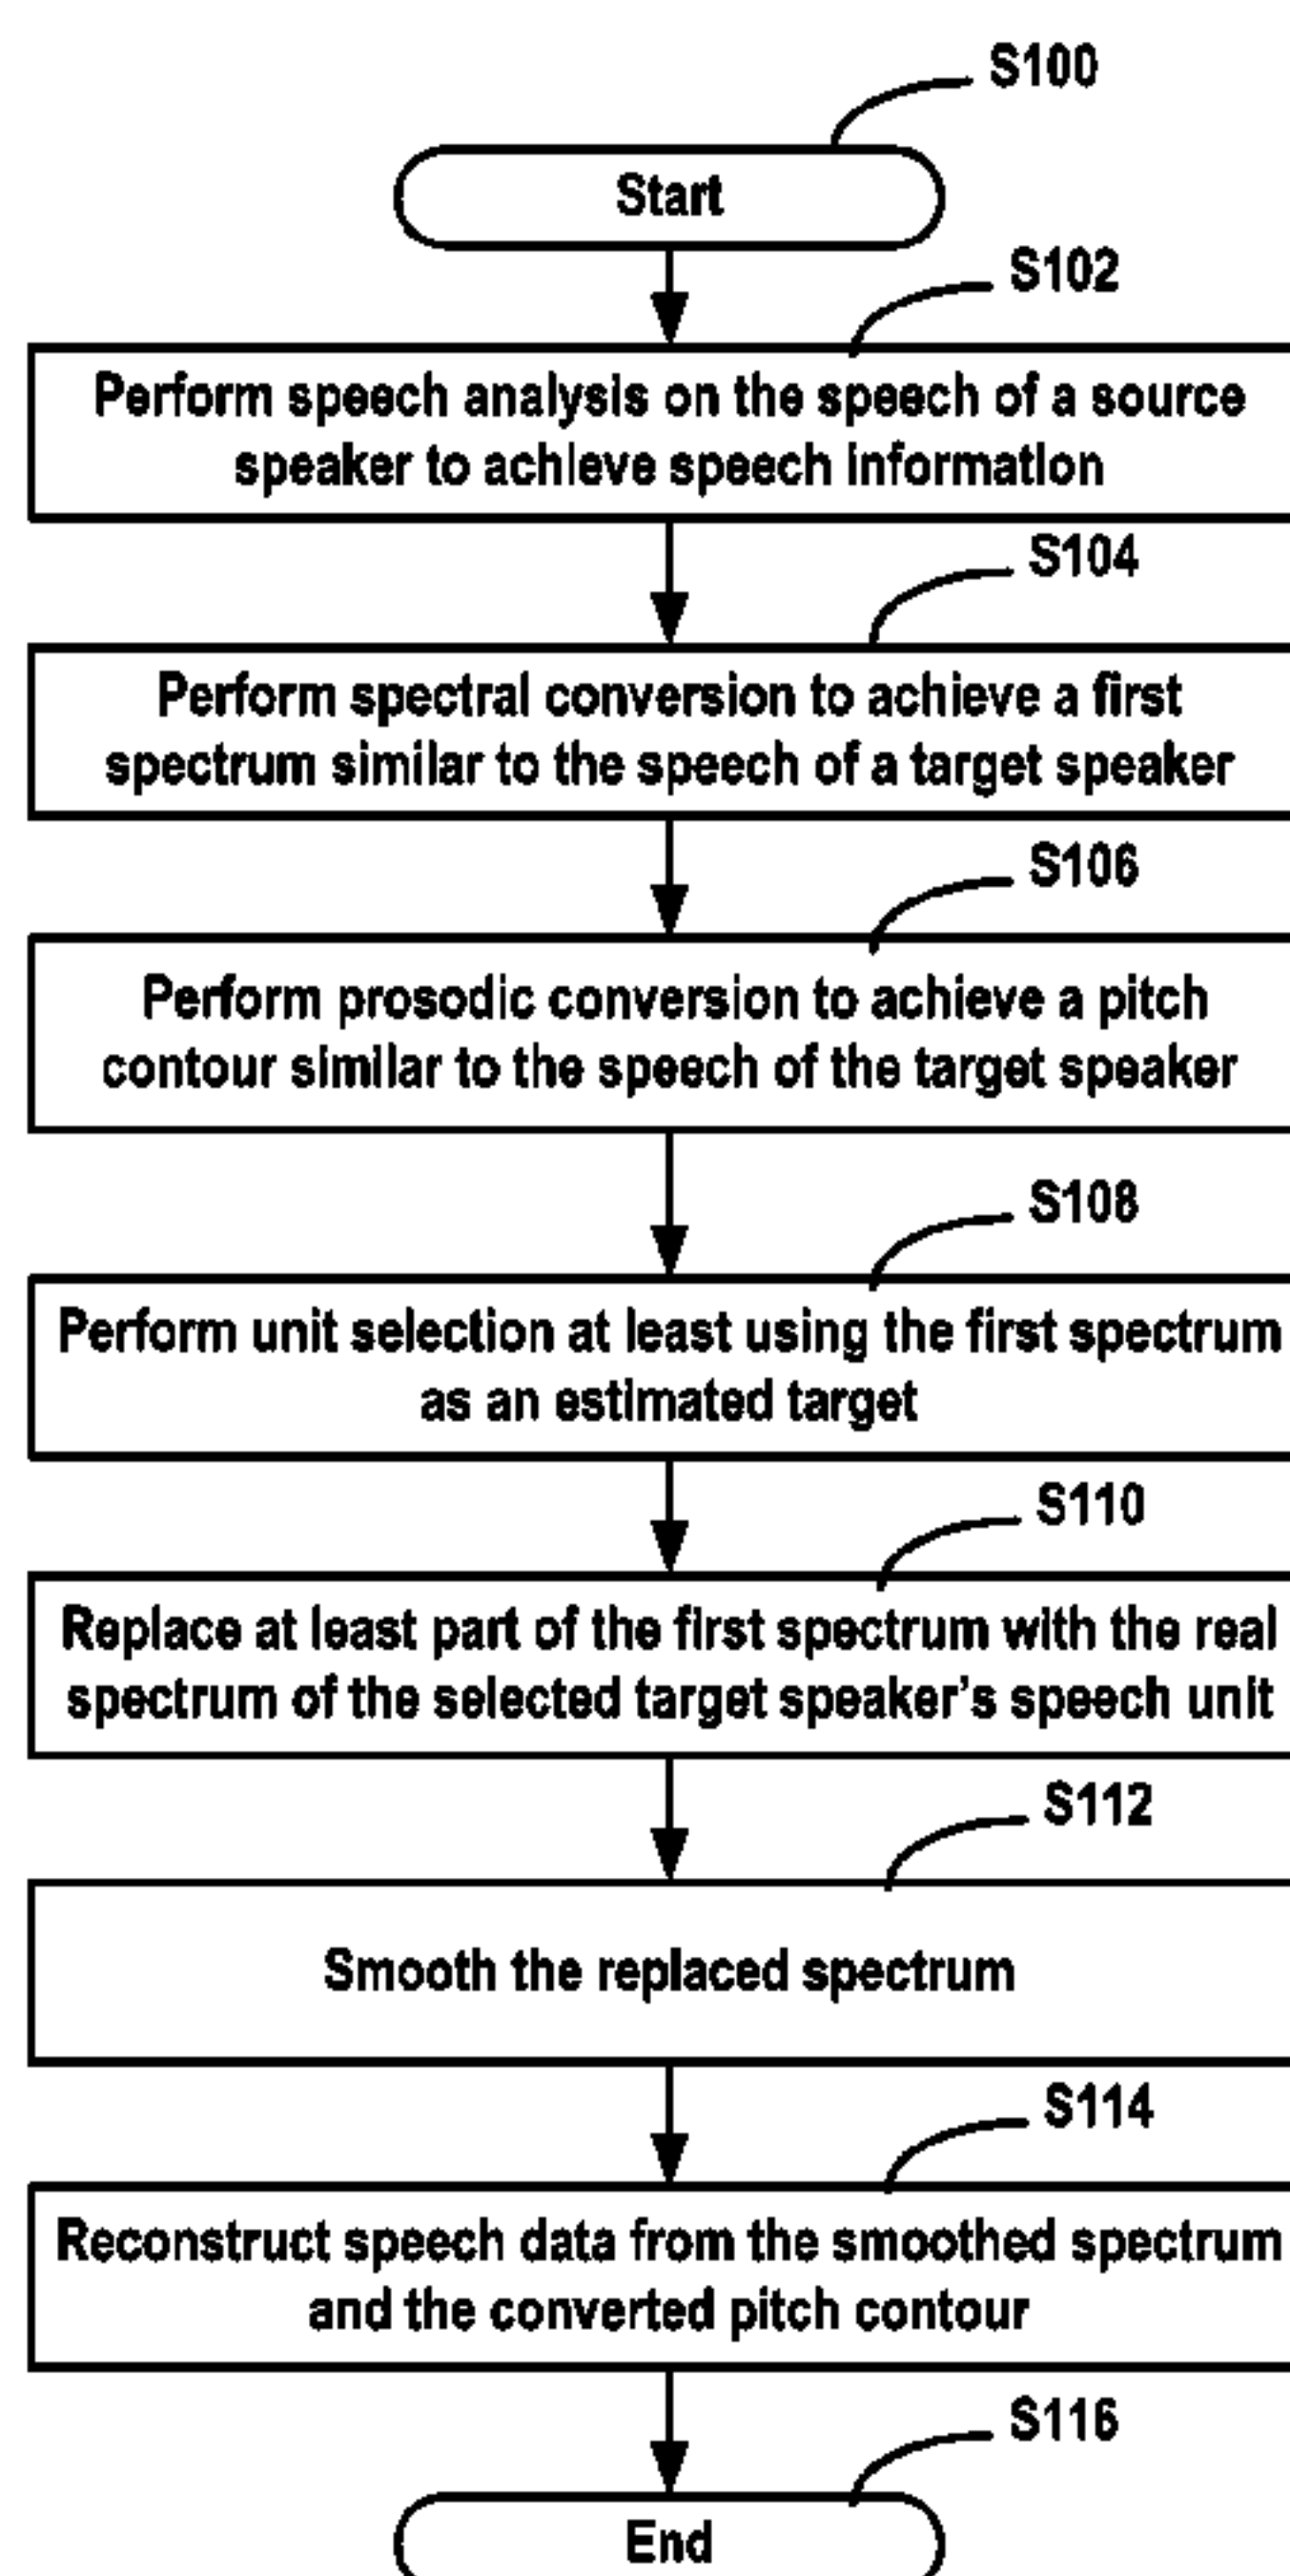 S100
Start
S102
Perform speech analysis on the speech of a source
speaker to achieve speech information
S104
Perform spectral conversion to achieve a first
spectrum similar to the speech of a target speaker
S106
Perform prosodic conversion to achieve a pitch
contour similar to the speech of the target speaker
S108
Perform unit selection at least using the first spectrum
as an estimated target
S110
Replace at least part of the first spectrum with the real
spectrum of the selected target speaker's speech unit
S112
Smooth the replaced spectrum
S114
Reconstruct speech data from the smoothed spectrum
and the converted pitch contour
S116
End